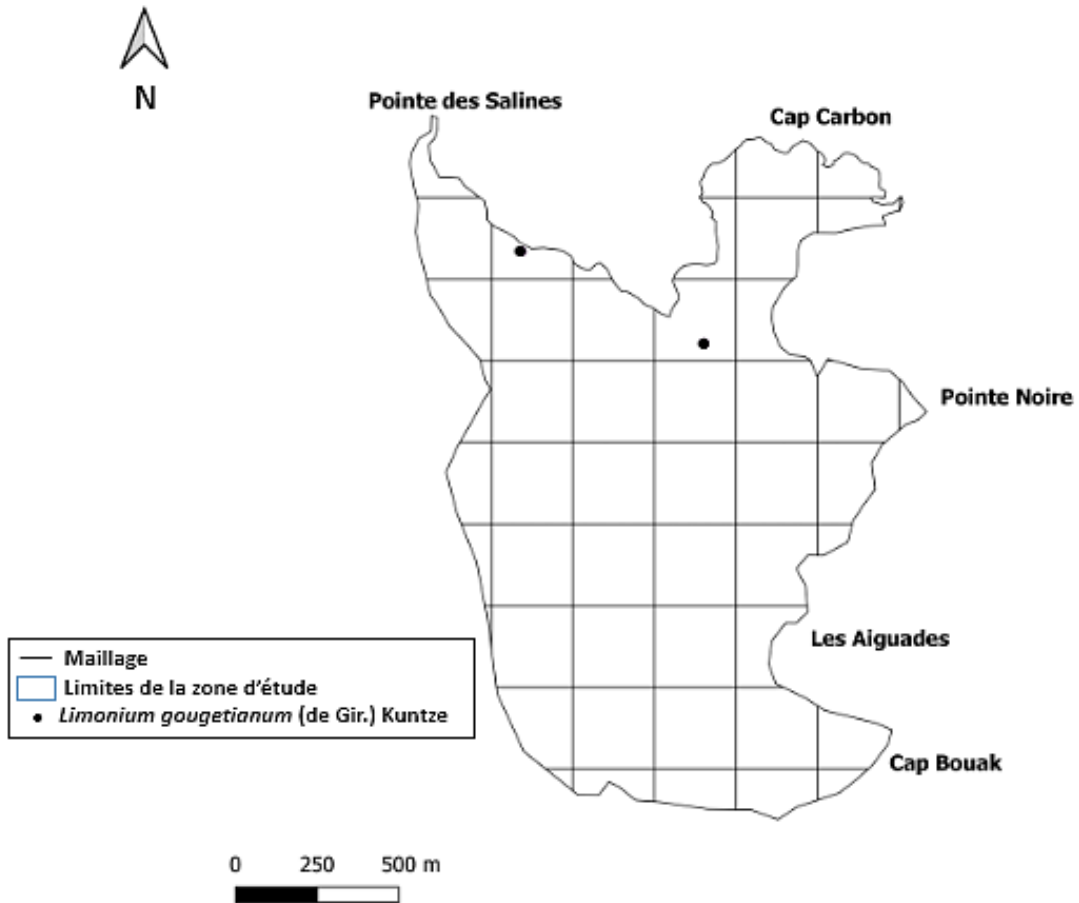 N
Pointe des Salines
Cap Carbon
Pointe Noire
Les Aiguades
Maillage
Limites de la zone d'étude
Limonium gougetianum (de Gir.) Kuntze
Cap Bouak
0 250 500 m